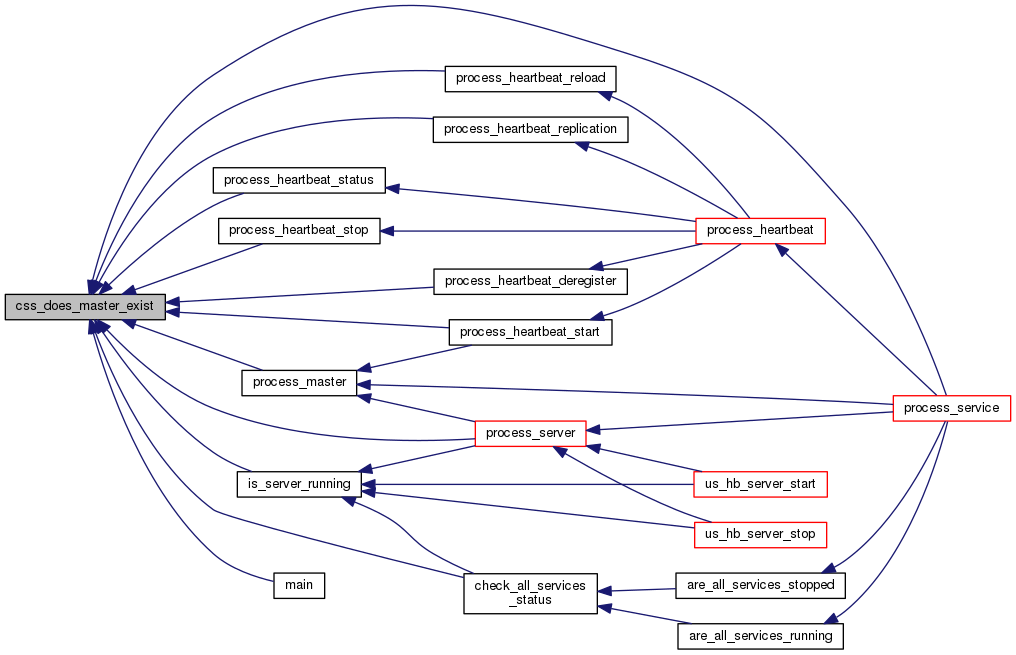 process_heartbeat_reload
process_heartbeat_replication
process_heartbeat_status
process_heartbeat_stop
process_heartbeat
process_heartbeat_deregister
css_does_master_exist
process_heartbeat_start
process_master
process_service
process_server
is_server_running
us_hb_server_start
us_hb_server_stop
main
check_all_services
_status
are_all_services_stopped
are_all_services_running